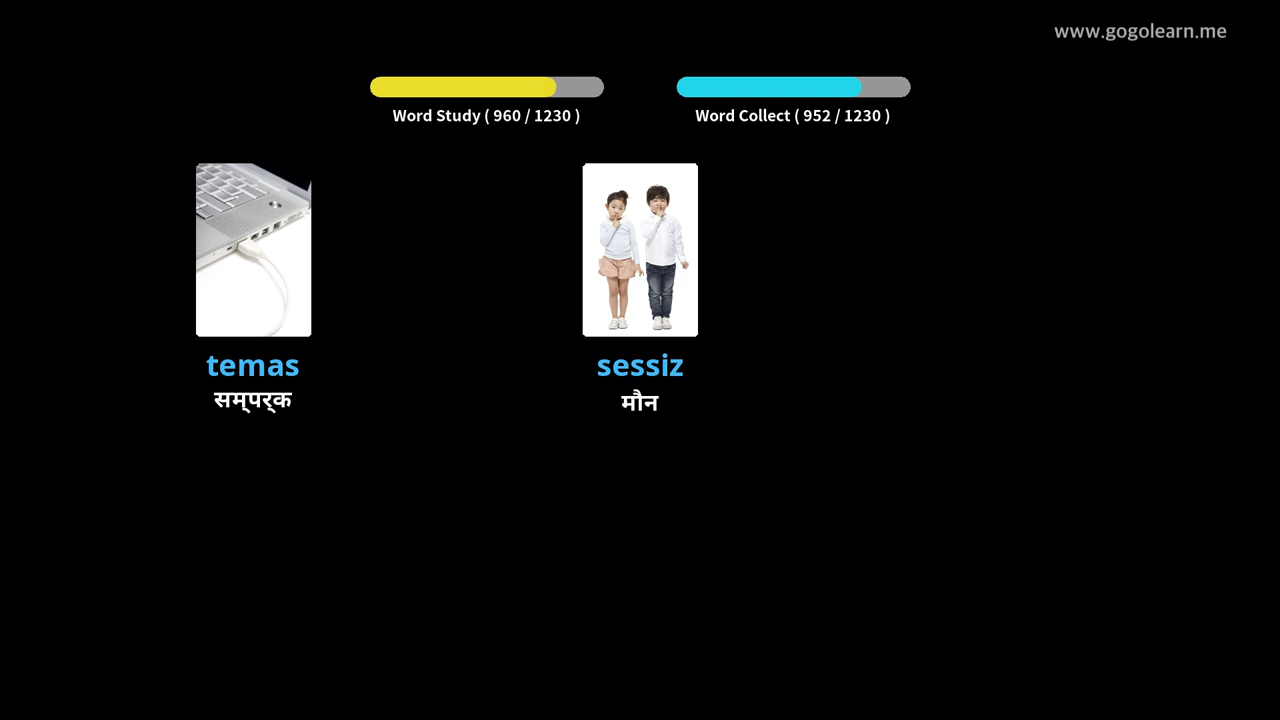 www.gogolearn.me
Word Study ( 960 / 1230 )
Word Collect ( 952 / 1230 )
temas
सम्पर्क
sessiz
मौन